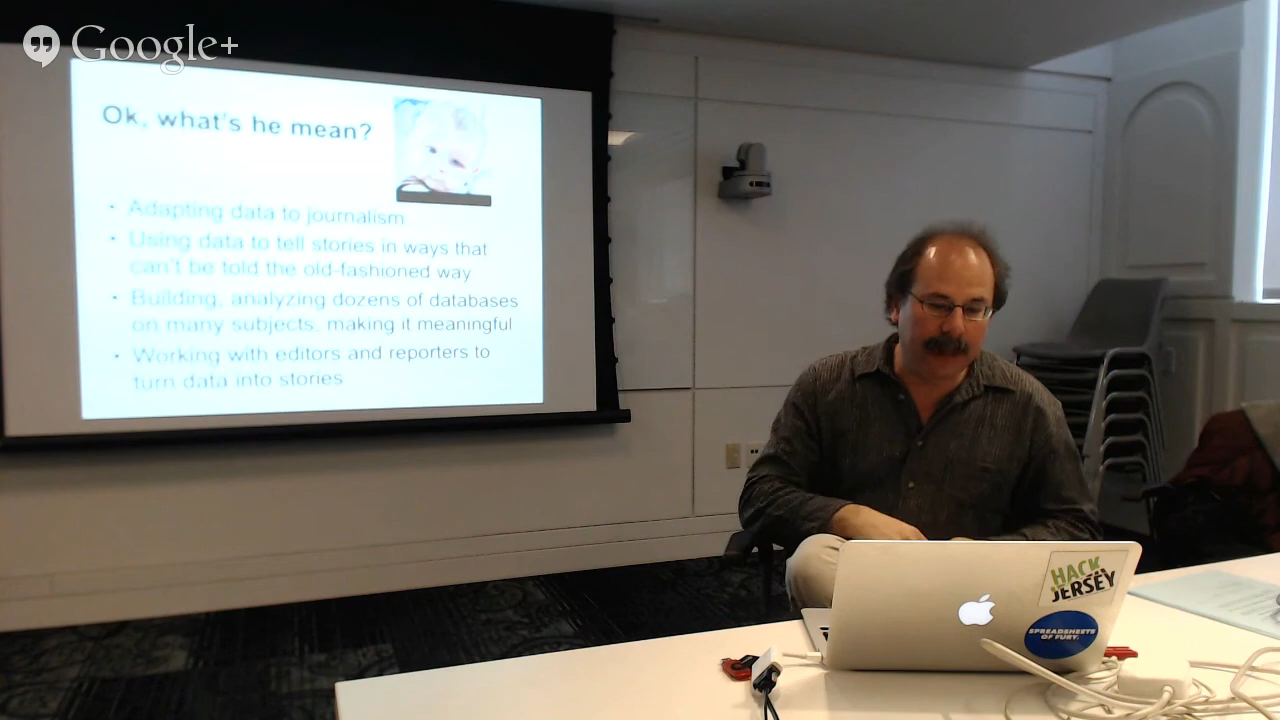 Google+
Ok, what's he mean?
• Adapting data to journalism
• Using data to tell stories in ways that
can't be told the old-fashioned way
• Building, analyzing dozens of databases
on many subjects, making it meaningful
• Working with editors and reporters to
turn data into stories
HACK
JERSEY
SPREADSHEETS
OF FURY.